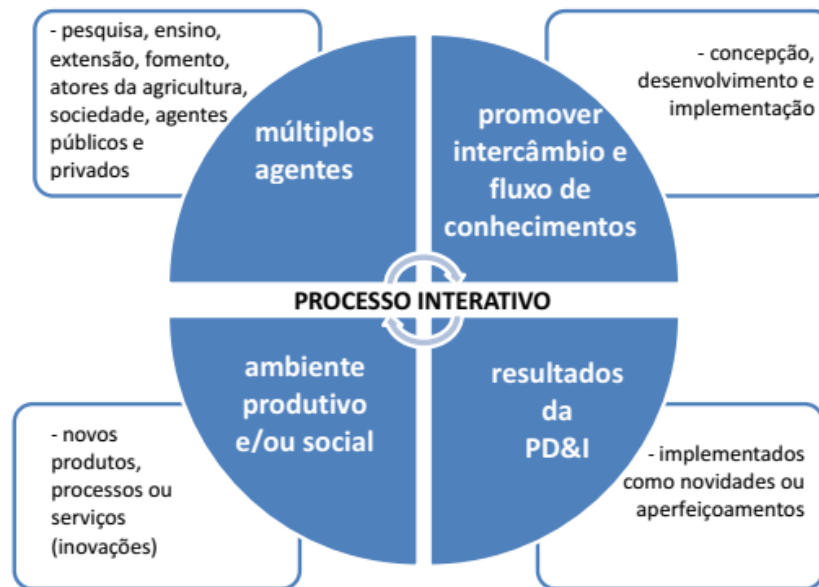 - pesquisa, ensino,
extensão, fomento,
atores da agricultura,
sociedade, agentes
públicos e
privados
múltiplos
agentes
promover
intercâmbio e
fluxo de
conhecimentos
- concepção,
desenvolvimento e
implementação
PROCESSO INTERATIVO
- novos
produtos,
processos ou
serviços
(inovações)
ambiente
produtivo
e/ou social
resultados
da
PD&I
- implementados
como novidades ou
aperfeiçoamentos